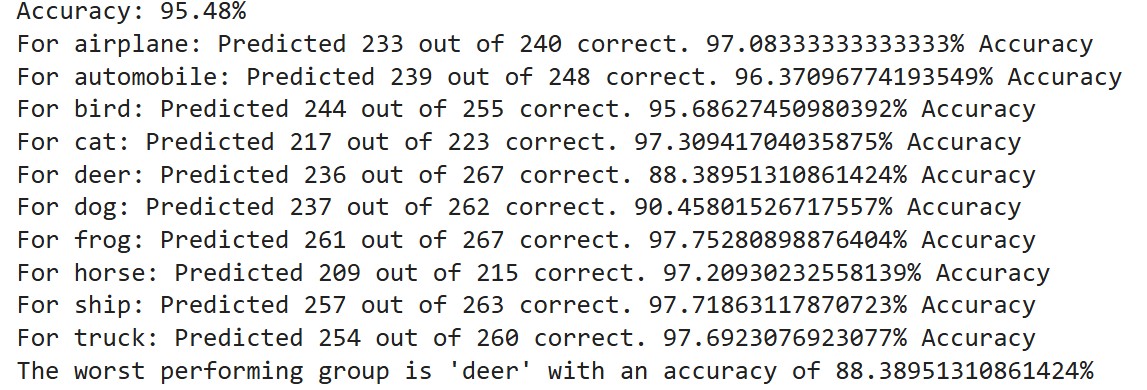 Accuracy: 95.48%
For airplane: Predicted 233 out of 240 correct. 97.08333333333333% Accuracy
For automobile: Predicted 239 out of 248 correct. 96.37096774193549% Accuracy
For bird: Predicted 244 out of 255 correct. 95.68627450980392% Accuracy
For cat: Predicted 217 out of 223 correct. 97.30941704035875% Accuracy
For deer: Predicted 236 out of 267 correct. 88.38951310861424% Accuracy
For dog: Predicted 237 out of 262 correct. 90.45801526717557% Accuracy
For frog: Predicted 261 out of 267 correct. 97.75280898876404% Accuracy
For horse: Predicted 209 out of 215 correct. 97.20930232558139% Accuracy
For ship: Predicted 257 out of 263 correct. 97.71863117870723% Accuracy
For truck: Predicted 254 out of 260 correct. 97.6923076923077% Accuracy
The worst performing group is 'deer' with an accuracy of 88.38951310861424%